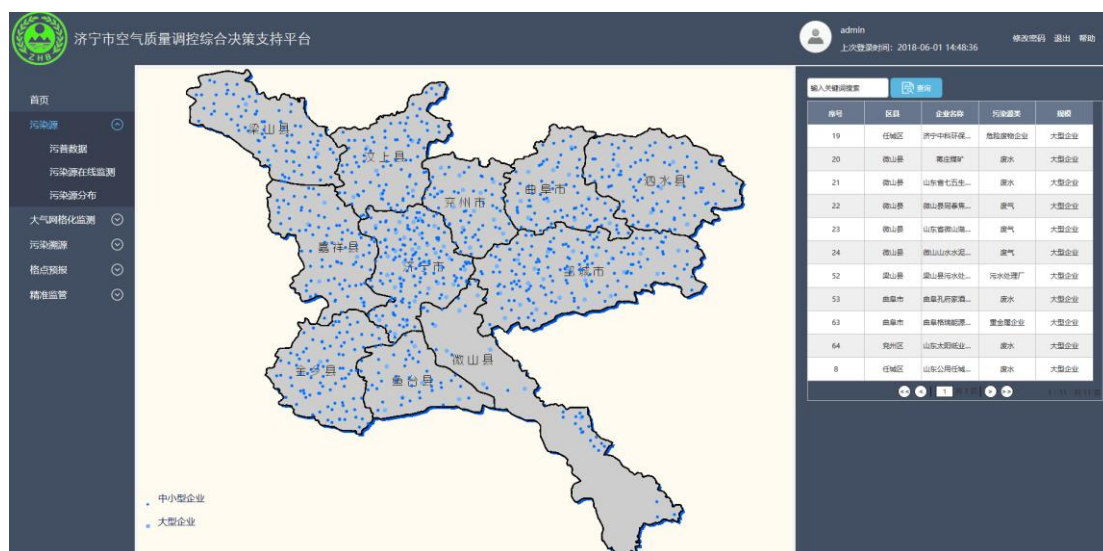 ZHB
济宁市空气质量调控综合决策支持平台
admin
上次登录时间：2018-06-01 14:48:36
修改密码 退出 帮助
首页
污染源
污普数据
污染源在线监测
污染源分布
大气网格化监测
污染溯源
格点预报
精准监管
梁山县
汶上县
兖州市
曲阜市
泗水县
嘉祥县
济宁市
邹城市
金乡县
鱼台县
微山县
中小型企业
大型企业
输入关键词搜索 查询
序号 区县 企业名称 污染源类 规模
19 任城区 济宁中科环保... 危险废物企业 大型企业
20 微山县 蒋庄煤矿 废水 大型企业
21 微山县 山东省七五生... 废水 大型企业
22 微山县 微山县同泰焦... 废气 大型企业
23 微山县 山东省微山湖... 废气 大型企业
24 微山县 微山山水水泥... 废气 大型企业
52 梁山县 梁山县污水处... 污水处理厂 大型企业
53 曲阜市 曲阜孔府家酒... 废水 大型企业
63 曲阜市 曲阜格瑞能源... 重金属企业 大型企业
64 兖州区 山东太阳纸业... 废水 大型企业
8 任城区 山东公用任城... 废水 大型企业
1